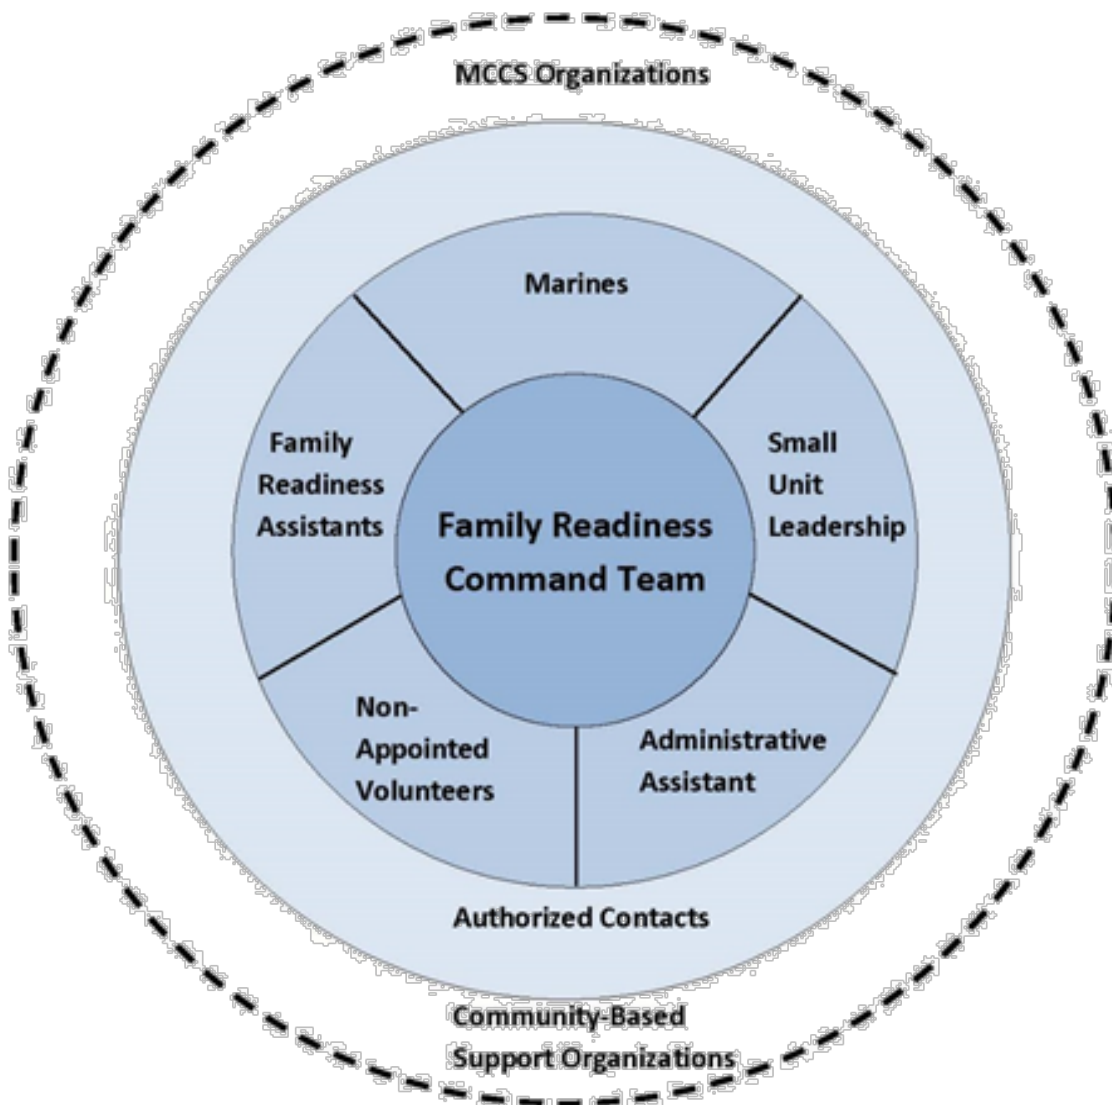 MCCS Organizations
Marines
Family
Readiness
Assistants
Small
Unit
Leadership
Family Readiness
Command Team
Non-
Appointed
Volunteers
Administrative
Assistant
Authorized Contacts
Community-Based
Support Organizations